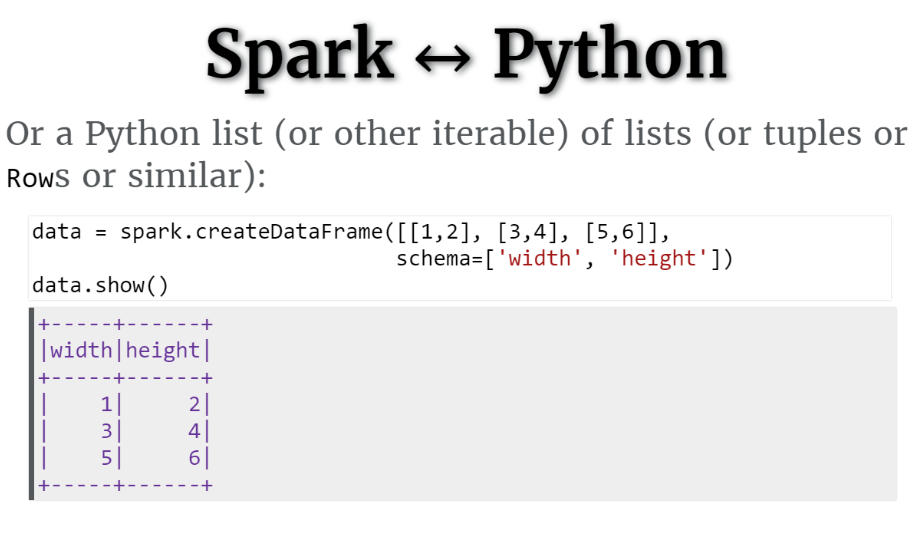 Spark ↔ Python
Or a Python list (or other iterable) of lists (or tuples or
Rows or similar):
data = spark.createDataFrame([[1,2], [3,4], [5,6]],
                             schema=['width', 'height'])
data.show()
+-----+------+
|width|height|
+-----+------+
|    1|     2|
|    3|     4|
|    5|     6|
+-----+------+